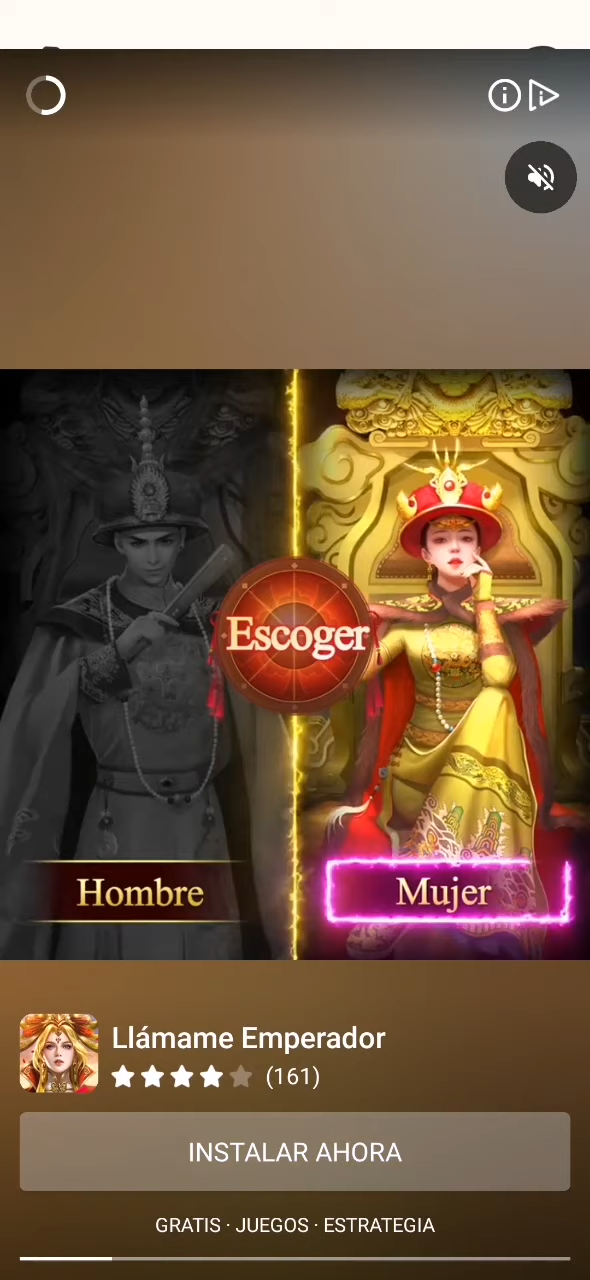 Escoger
Hombre
Mujer
Llámame Emperador
(161)
INSTALAR AHORA
GRATIS · JUEGOS · ESTRATEGIA